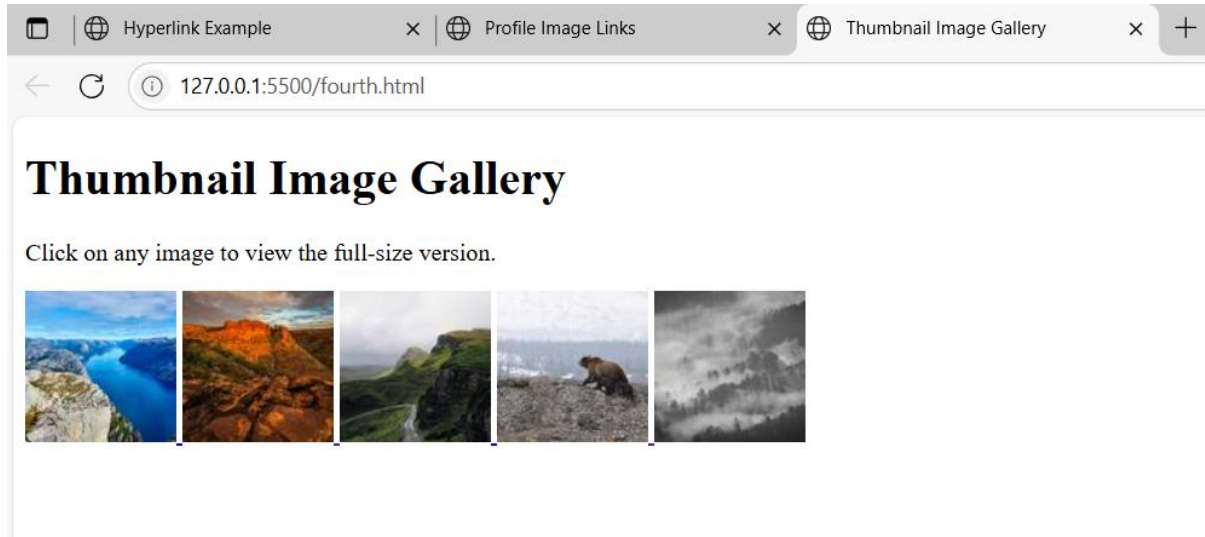 Hyperlink Example
Profile Image Links
Thumbnail Image Gallery
127.0.0.1:5500/fourth.html
Thumbnail Image Gallery
Click on any image to view the full-size version.